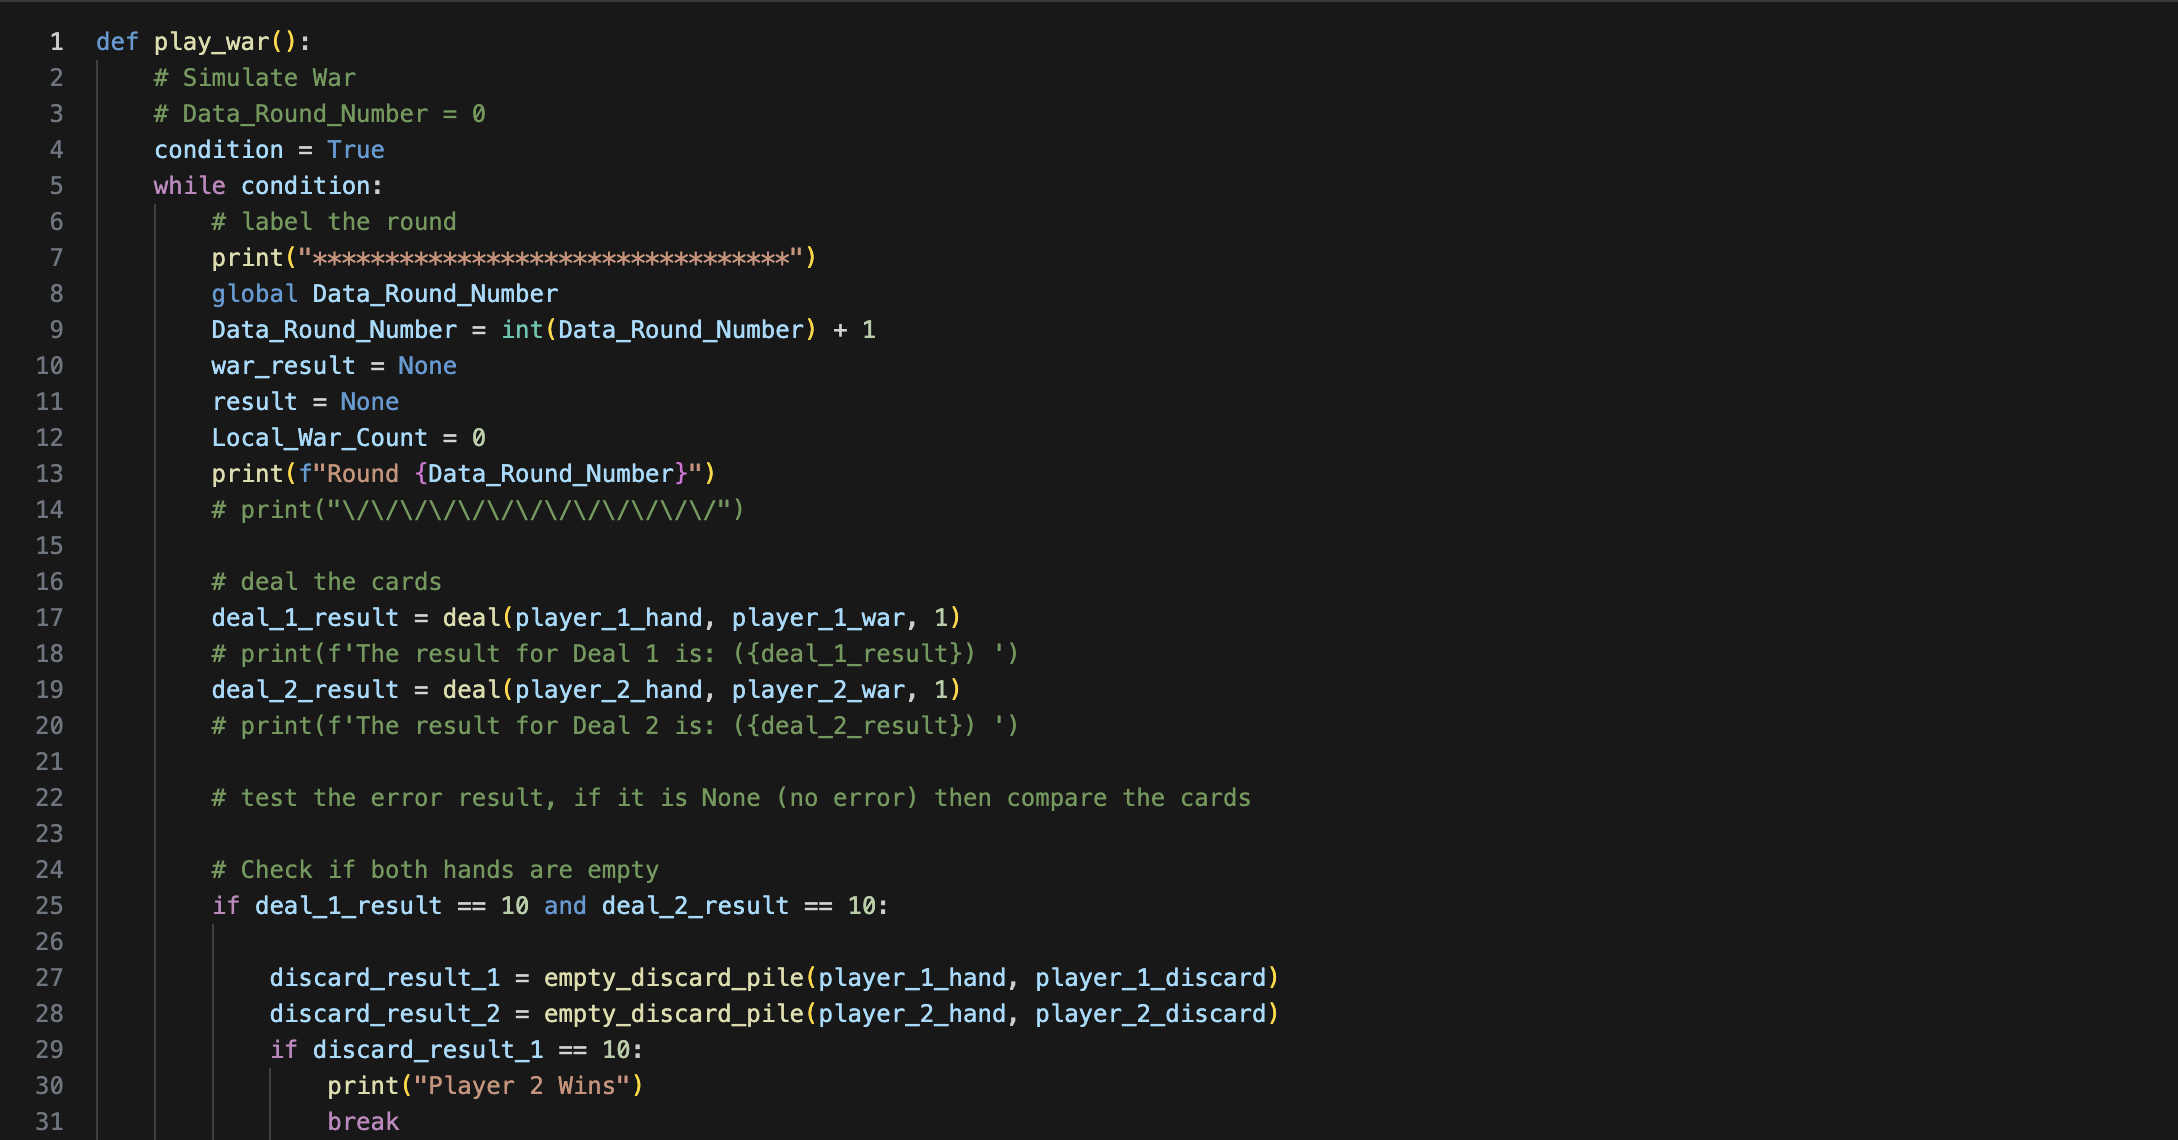 1 def play_war():
2 # Simulate War
3 # Data_Round_Number = 0
4 condition = True
5 while condition:
6 # label the round
7 print("*********************************")
8 global Data_Round_Number
9 Data_Round_Number = int(Data_Round_Number) + 1
10 war_result = None
11 result = None
12 Local_War_Count = 0
13 print(f"Round {Data_Round_Number}")
14 # print("\/\/\/\/\/\/\/\/\/\/\/\/\/")
15
16 # deal the cards
17 deal_1_result = deal(player_1_hand, player_1_war, 1)
18 # print(f'The result for Deal 1 is: ({deal_1_result}) ')
19 deal_2_result = deal(player_2_hand, player_2_war, 1)
20 # print(f'The result for Deal 2 is: ({deal_2_result}) ')
21
22 # test the error result, if it is None (no error) then compare the cards
23
24 # Check if both hands are empty
25 if deal_1_result == 10 and deal_2_result == 10:
26
27 discard_result_1 = empty_discard_pile(player_1_hand, player_1_discard)
28 discard_result_2 = empty_discard_pile(player_2_hand, player_2_discard)
29 if discard_result_1 == 10:
30 print("Player 2 Wins")
31 break